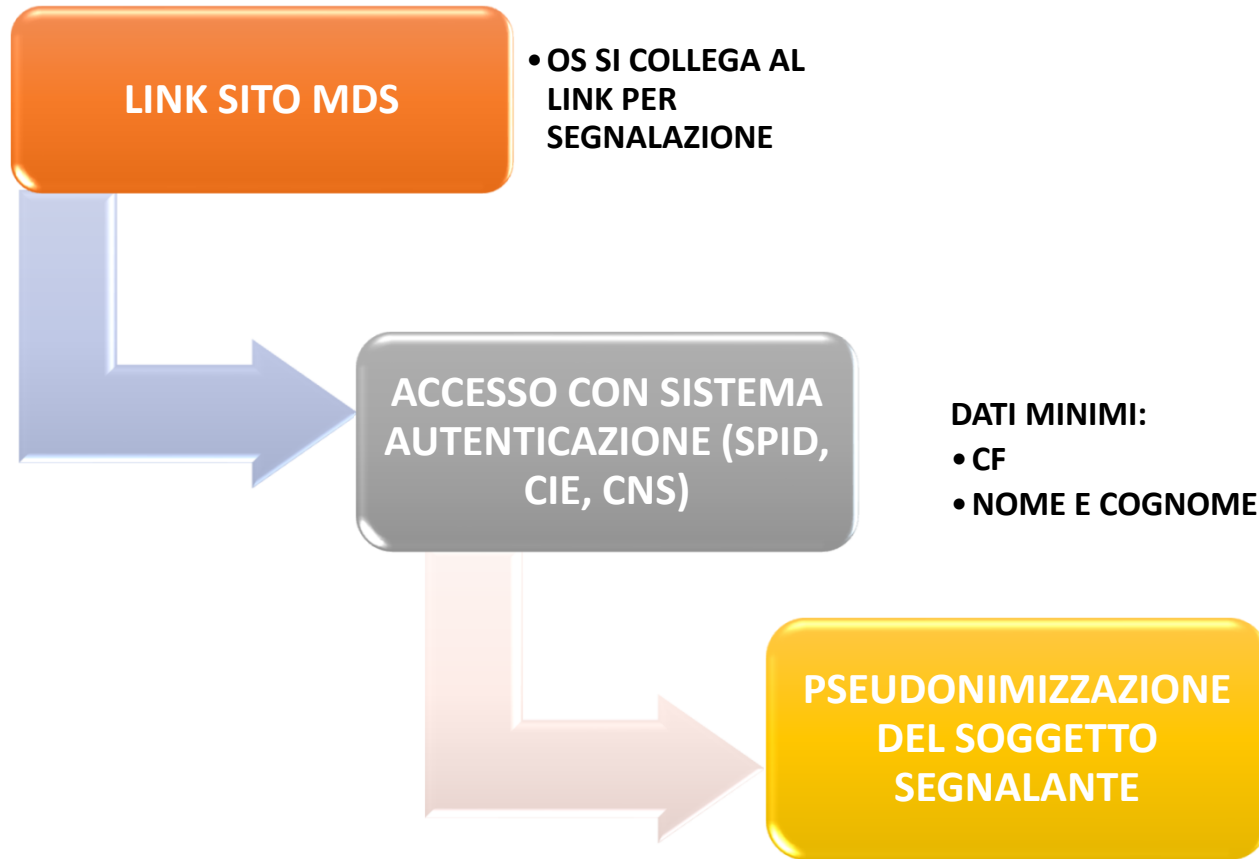 LINK SITO MDS
• OS SI COLLEGA AL
LINK PER
SEGNALAZIONE
ACCESSO CON SISTEMA
AUTENTICAZIONE (SPID,
CIE, CNS)
DATI MINIMI:
• CF
• NOME E COGNOME
PSEUDONIMIZZAZIONE
DEL SOGGETTO
SEGNALANTE